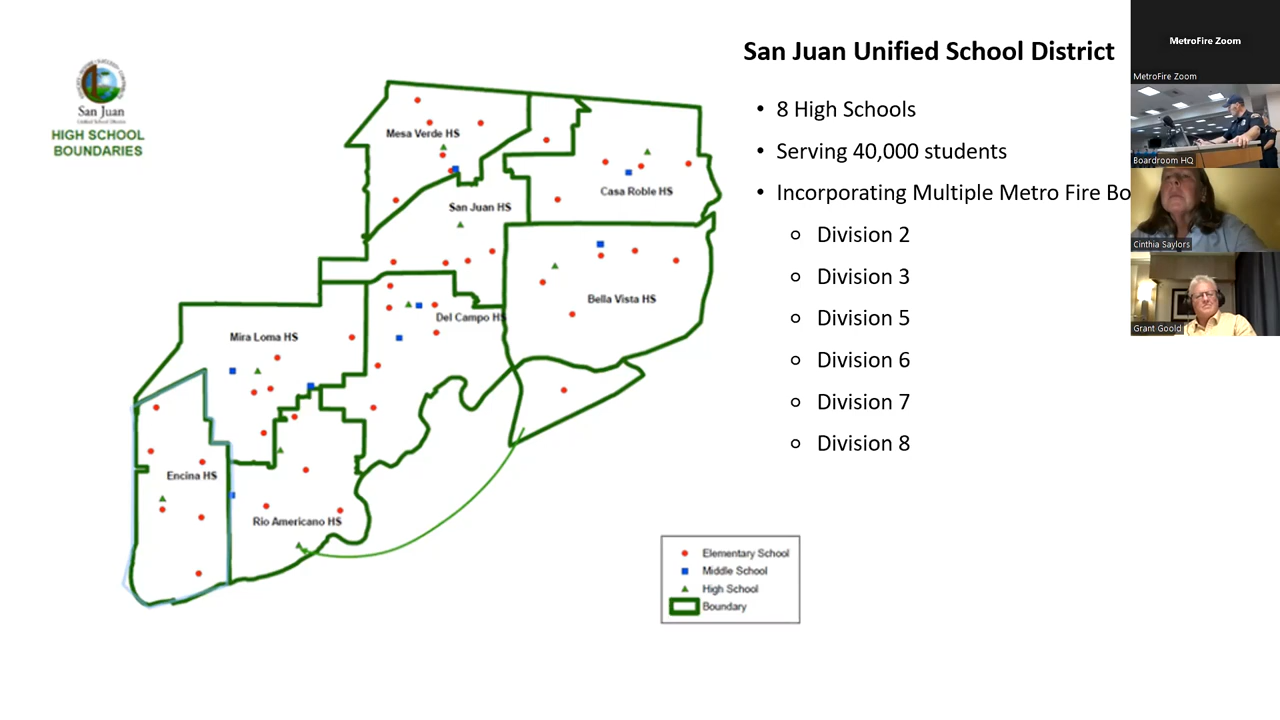 San Juan
HIGH SCHOOL
BOUNDARIES
San Juan Unified School District
• 8 High Schools
• Serving 40,000 students
• Incorporating Multiple Metro Fire Bo
○ Division 2
○ Division 3
○ Division 5
○ Division 6
○ Division 7
○ Division 8
Mesa Verde HS
San Juan HS
Casa Roble HS
Bella Vista HS
Del Campo HS
Mira Loma HS
Encina HS
Rio Americano HS
Elementary School
Middle School
High School
Boundary
MetroFire Zoom
MetroFire Zoom
Boardroom HQ
Cinthia Saylors
Grant Goold